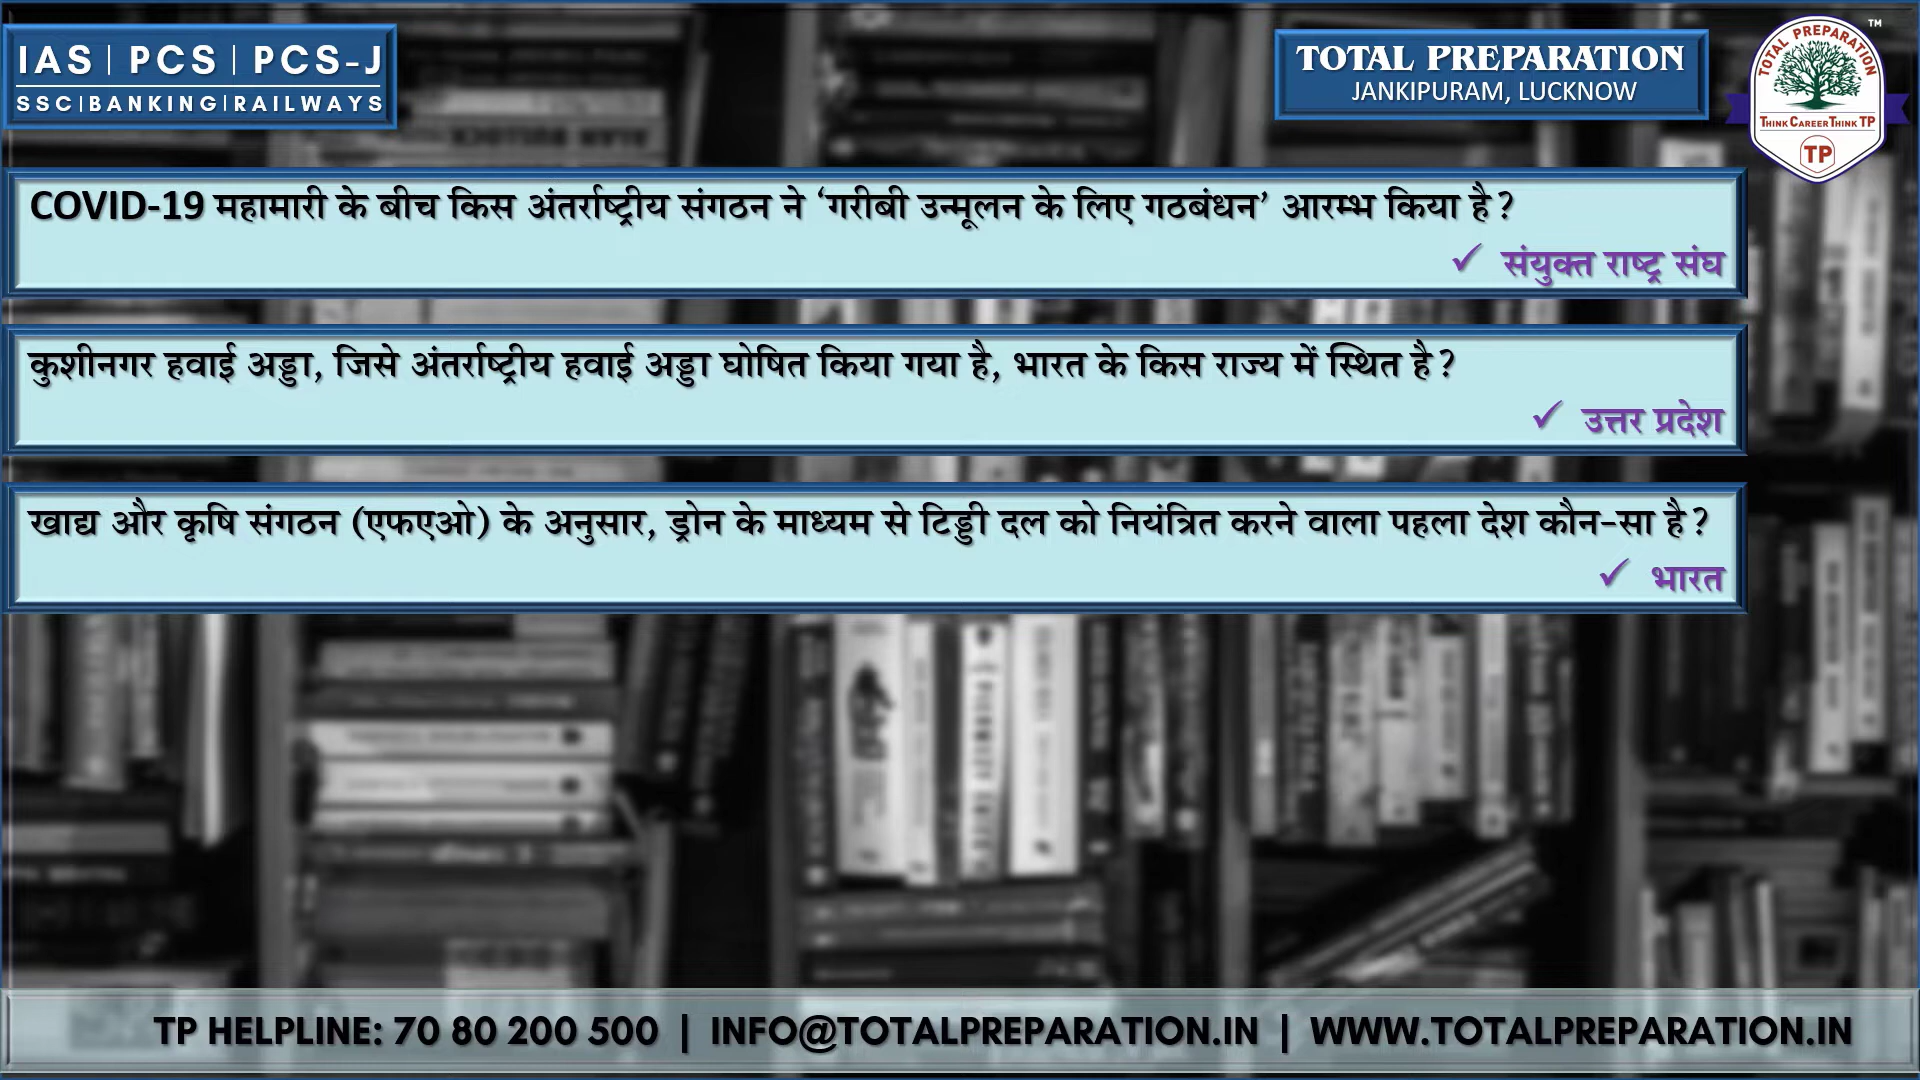 IAS | PCS | PCS-J
SSC|BANKING|RAILWAYS
TOTAL PREPARATION
JANKIPURAM, LUCKNOW
TOTAL PREPARATION
TM
THINK CAREER THINK TP
TP
COVID-19 महामारी के बीच किस अंतर्राष्ट्रीय संगठन ने ‘गरीबी उन्मूलन के लिए गठबंधन’ आरम्भ किया है?
✓ संयुक्त राष्ट्र संघ
कुशीनगर हवाई अड्डा, जिसे अंतर्राष्ट्रीय हवाई अड्डा घोषित किया गया है, भारत के किस राज्य में स्थित है?
✓ उत्तर प्रदेश
खाद्य और कृषि संगठन (एफएओ) के अनुसार, ड्रोन के माध्यम से टिड्डी दल को नियंत्रित करने वाला पहला देश कौन-सा है?
✓ भारत
TP HELPLINE: 70 80 200 500 | INFO@TOTALPREPARATION.IN | WWW.TOTALPREPARATION.IN